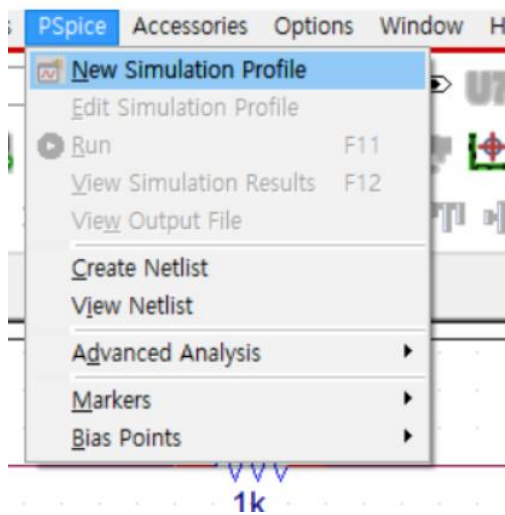 PSpice Accessories Options Window H
New Simulation Profile
Edit Simulation Profile
Run F11
View Simulation Results F12
View Output File
Create Netlist
View Netlist
Advanced Analysis
Markers
Bias Points
1k